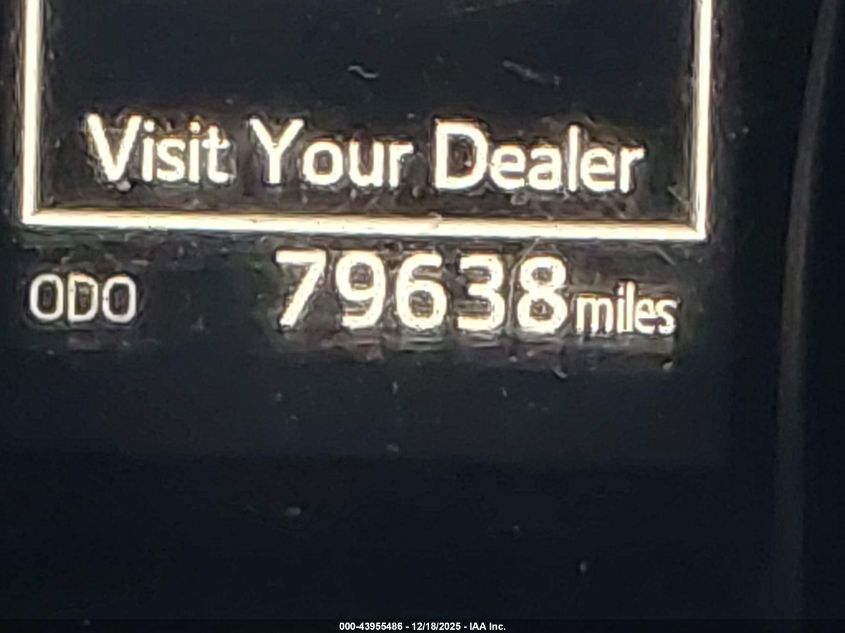 Visit Your Dealer
ODO 79638 miles
000-43955486 - 12/18/2025 - IAA Inc.